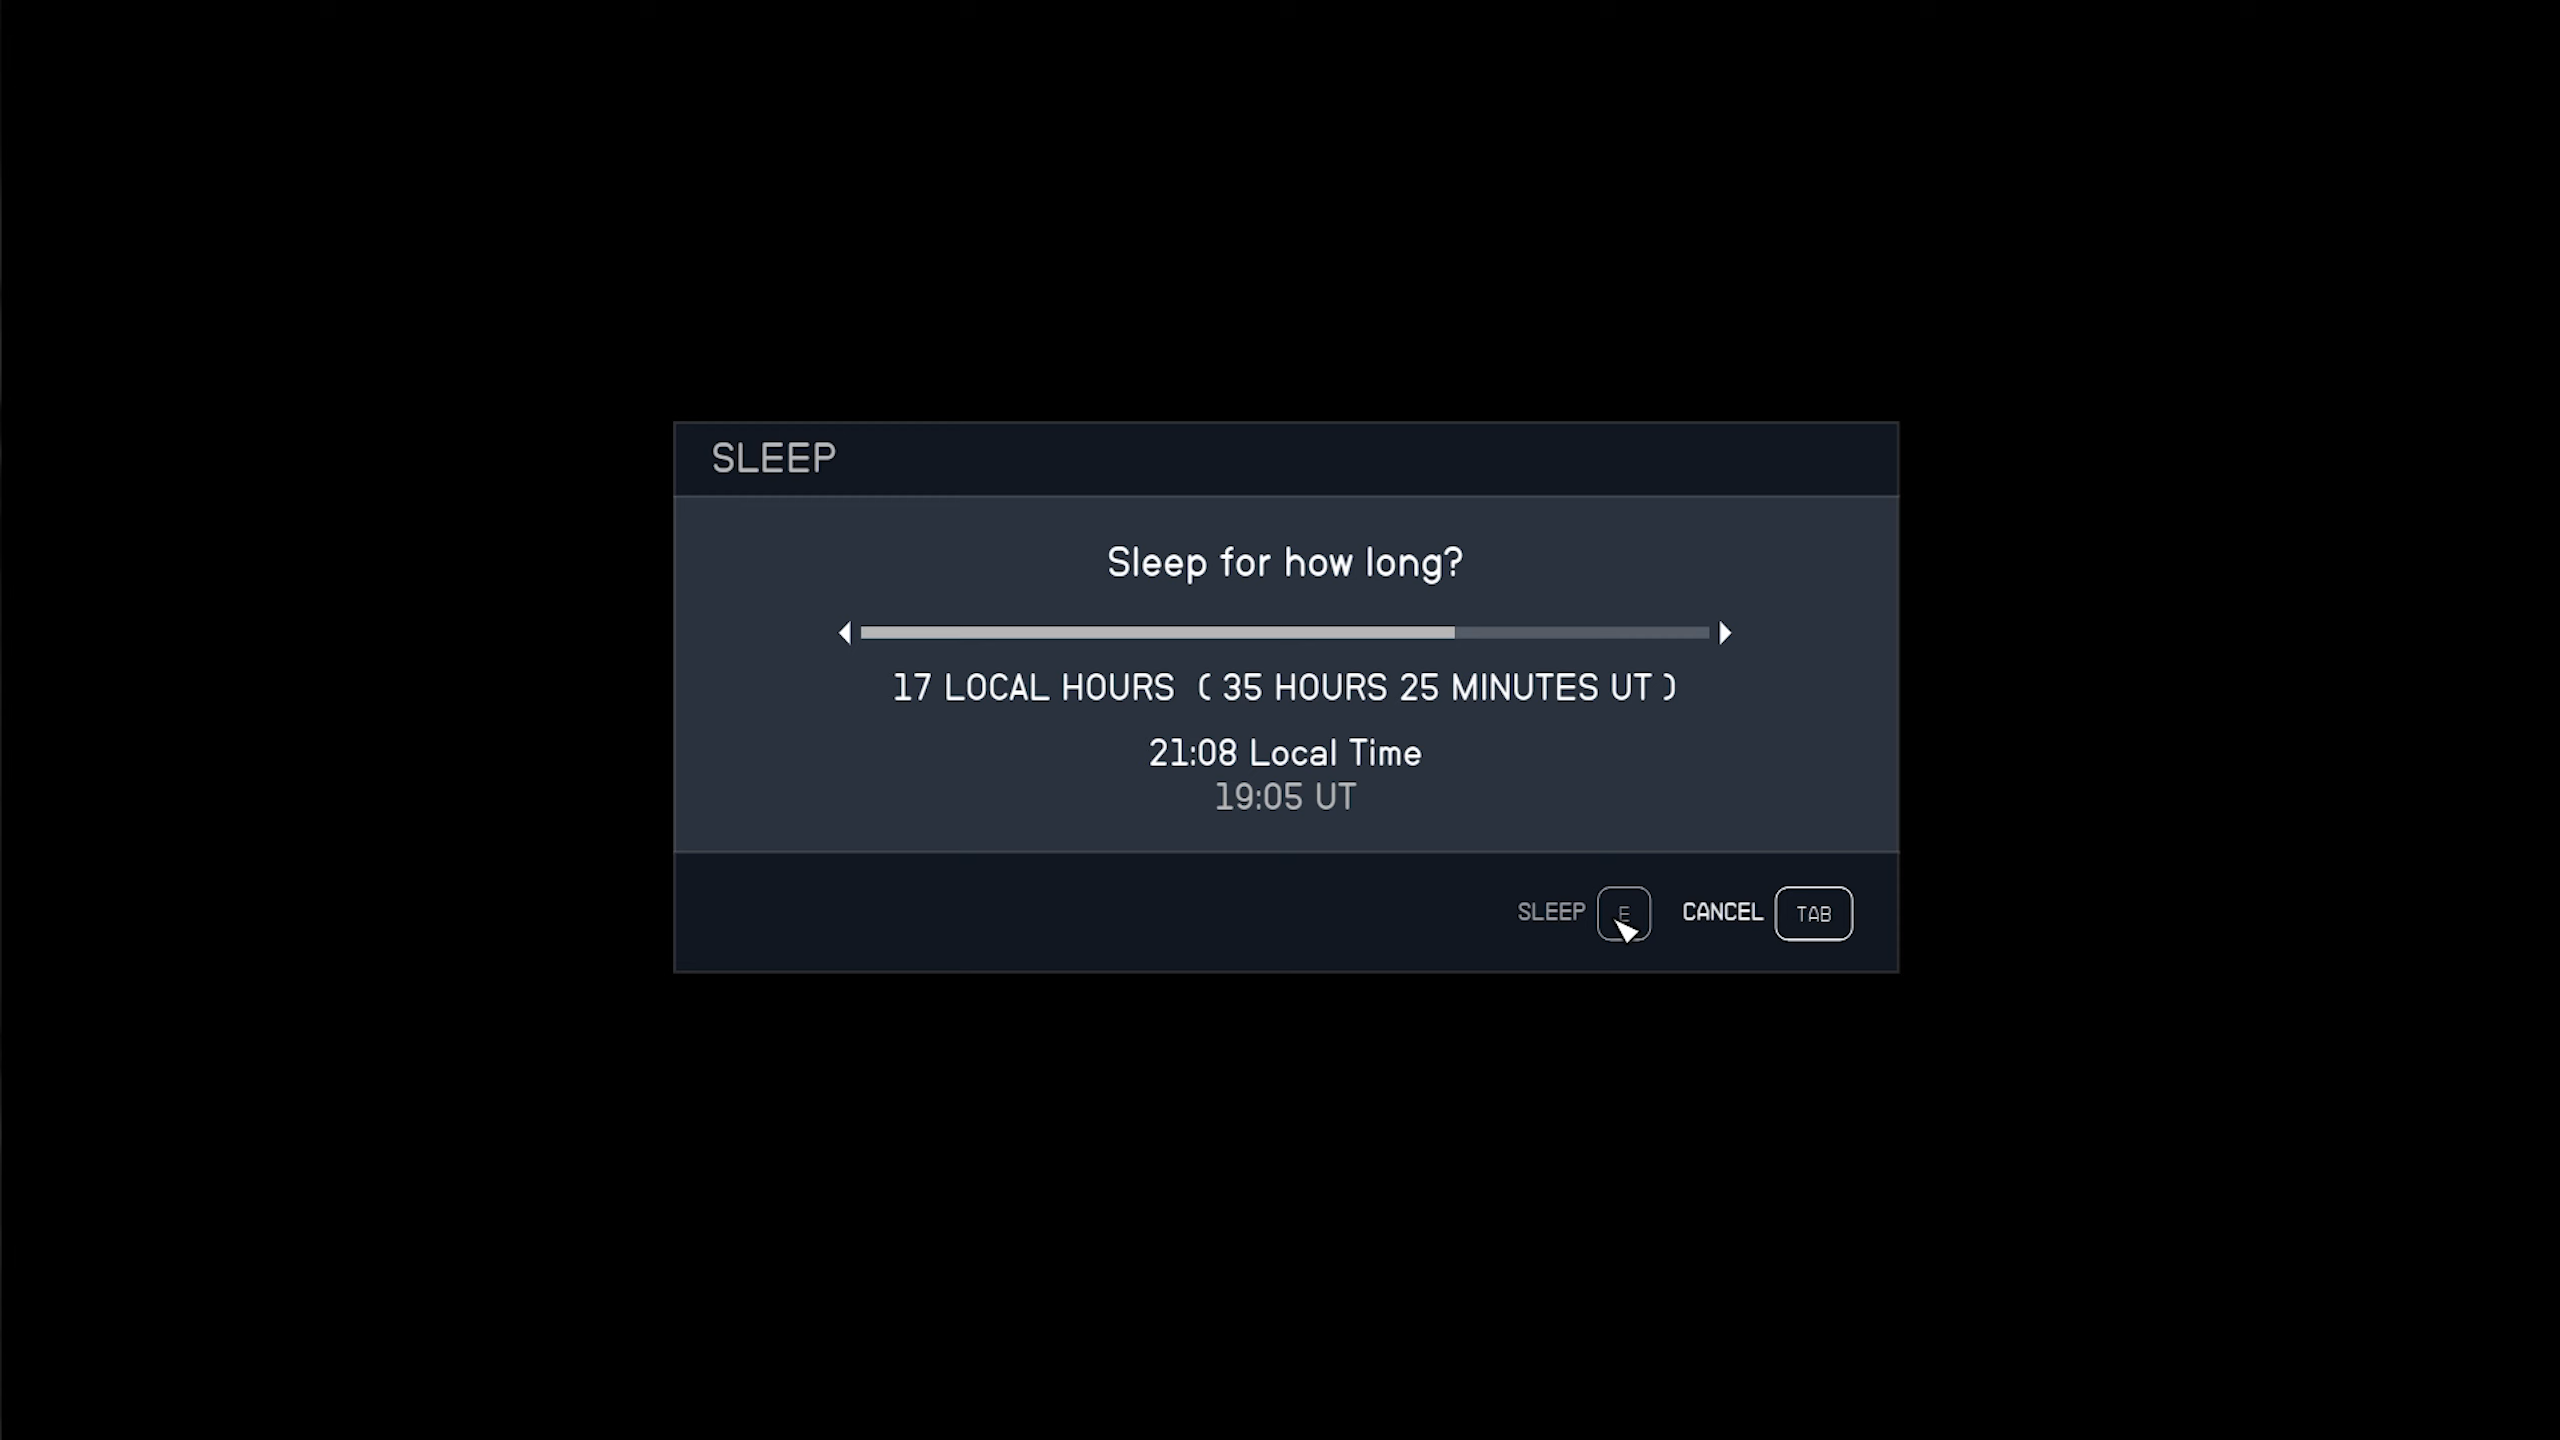 SLEEP
Sleep for how long?
17 LOCAL HOURS ( 35 HOURS 25 MINUTES UT )
21:08 Local Time
19:05 UT
SLEEP E CANCEL TAB